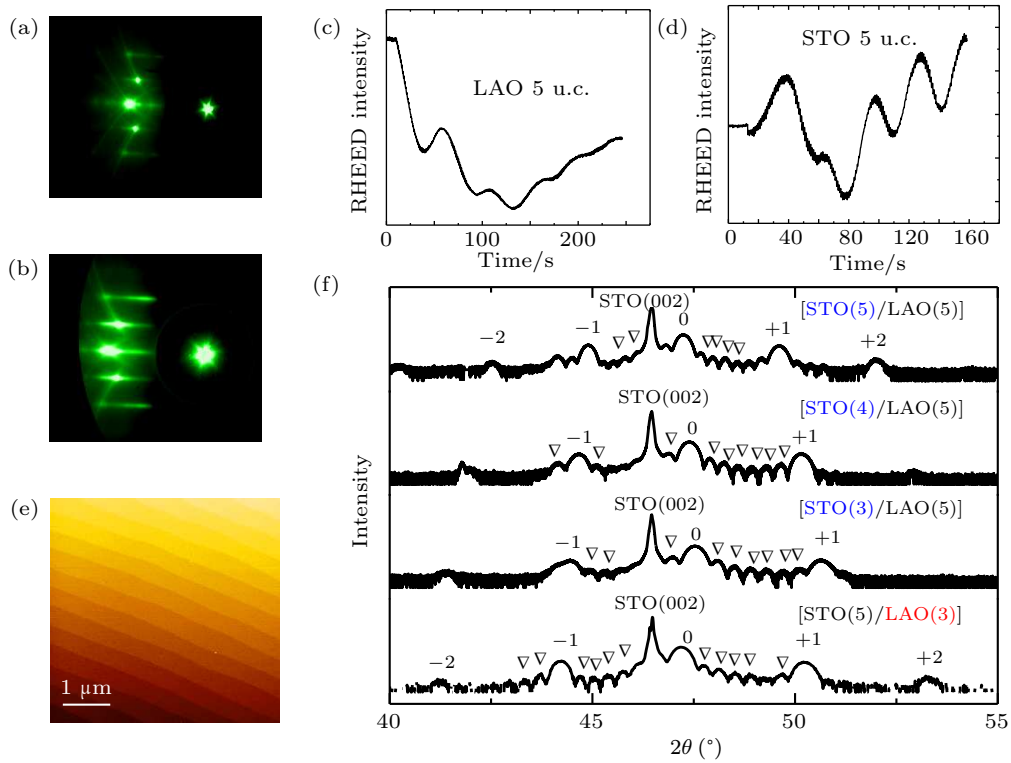 (a)
(b)
(c)
RHEED intensity
LAO 5 u.c.
0
100
200
Time/s
(d)
RHEED intensity
STO 5 u.c.
0
40
80
120
160
Time/s
(e)
1 μm
(f)
Intensity
STO(002)
[STO(5)/LAO(5)]
−2
−1
0
+1
+2
STO(002)
[STO(4)/LAO(5)]
−1
0
+1
STO(002)
[STO(3)/LAO(5)]
−1
0
+1
STO(002)
[STO(5)/LAO(3)]
−2
−1
0
+1
+2
40
45
50
55
2θ (°)